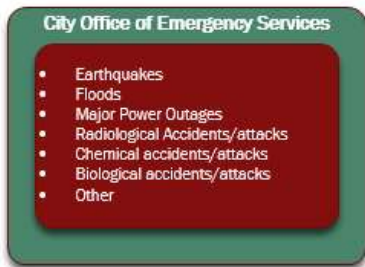 City Office of Emergency Services
• Earthquakes
• Floods
• Major Power Outages
• Radiological Accidents/attacks
• Chemical accidents/attacks
• Biological accidents/attacks
• Other